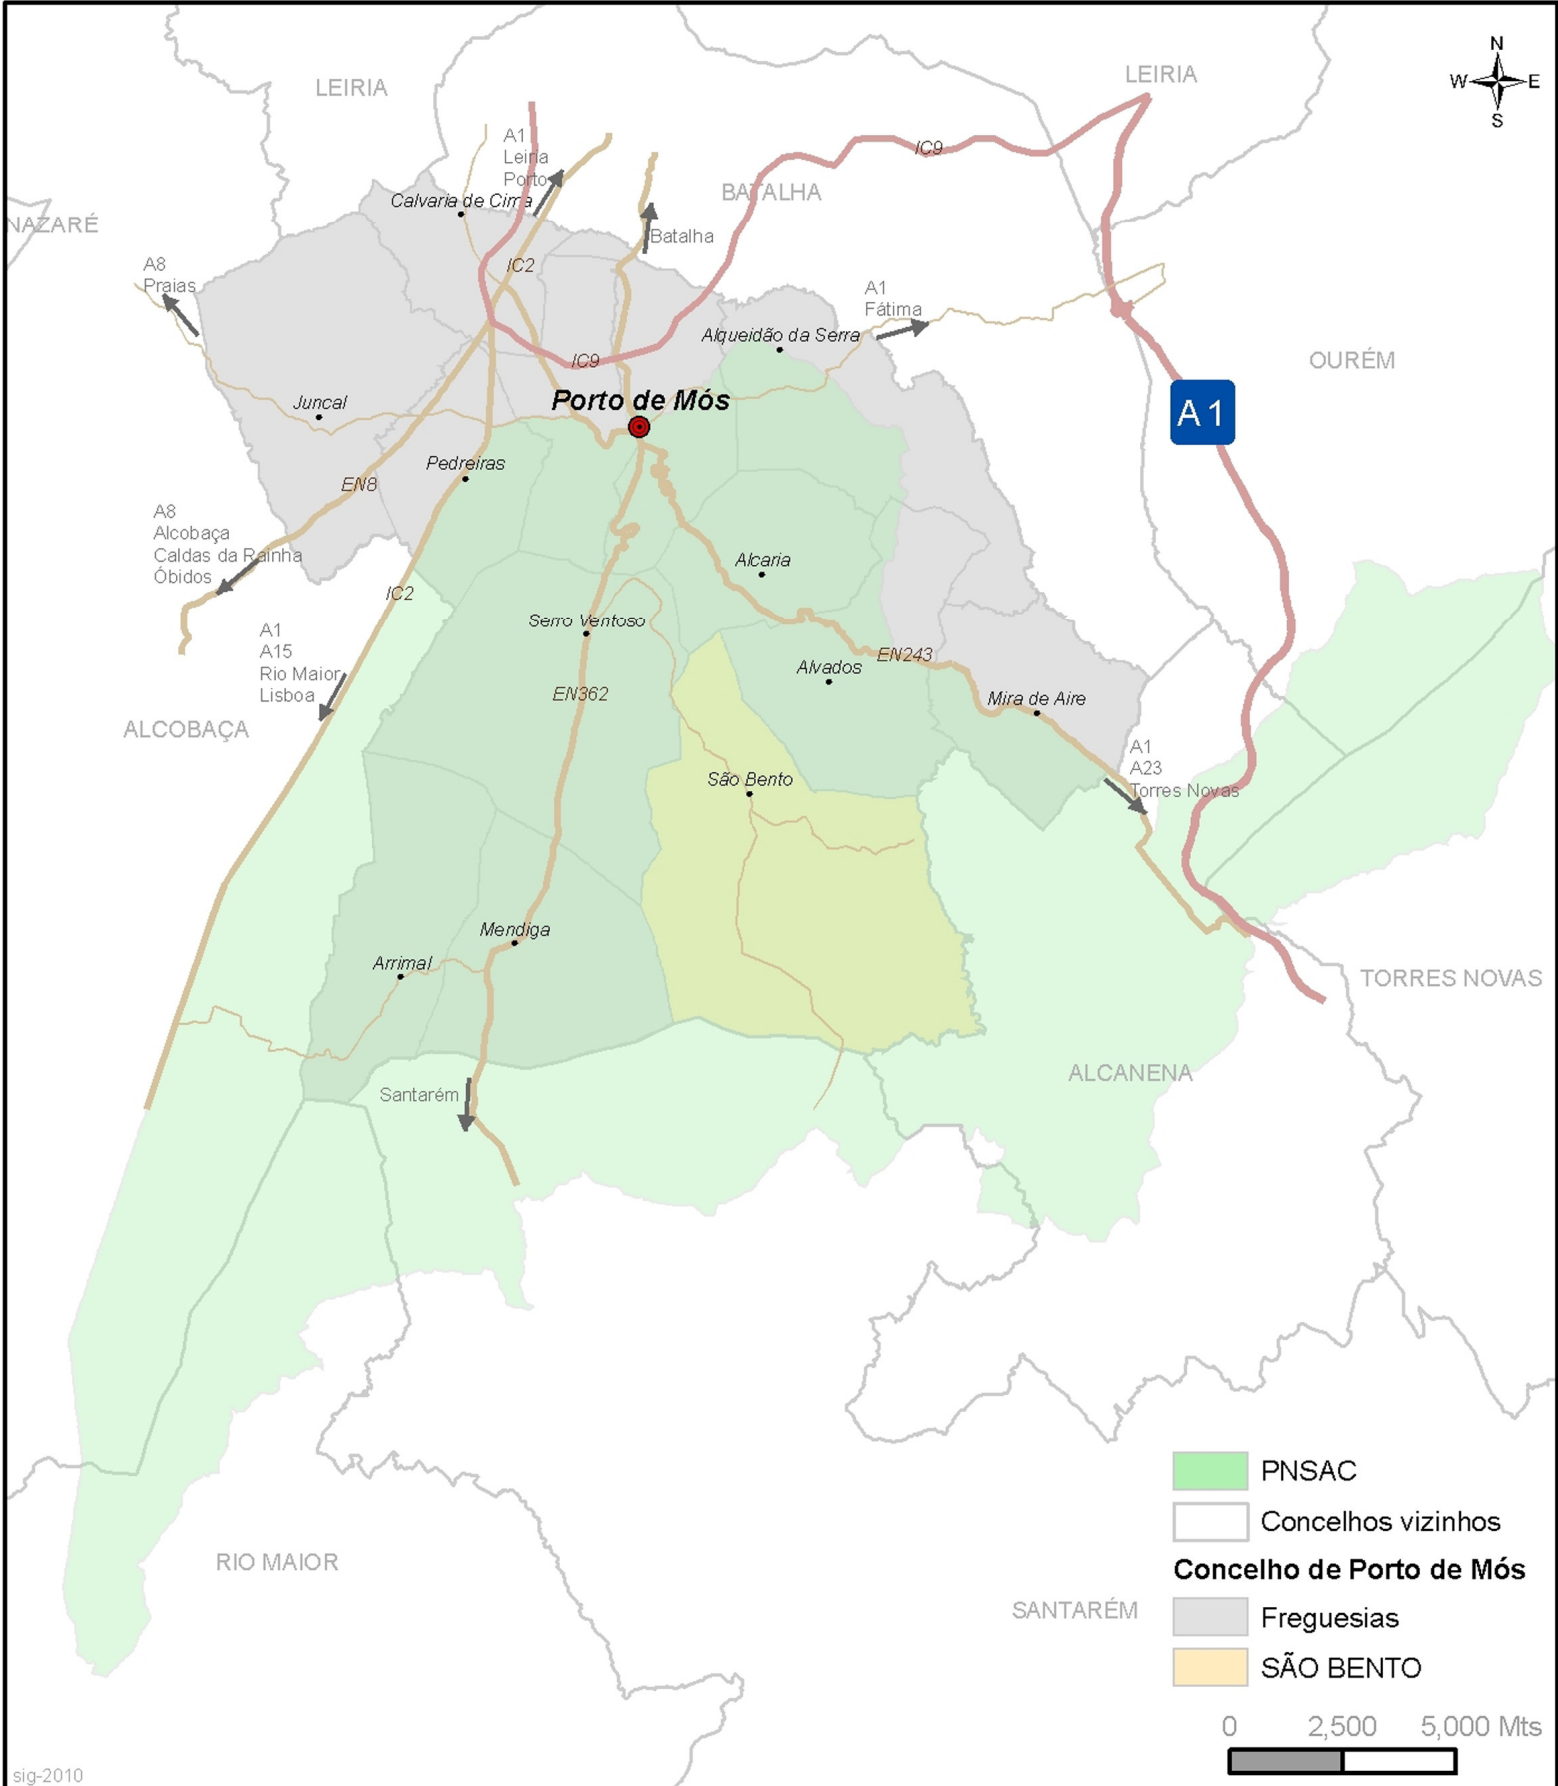 N
W E
S
LEIRIA
LEIRIA
A1
Leiria
Porto
IC9
BATALHA
Calvaria de Cima
NAZARÉ
Batalha
IC2
A8
Praias
A1
Fátima
Alqueidão da Serra
IC9
OURÉM
Porto de Mós
Juncal
A1
Pedreiras
EN8
A8
Alcobaça
Caldas da Rainha
Óbidos
Alcaria
IC2
Serro Ventoso
A1
A15
Rio Maior
Lisboa
EN243
Alvados
EN362
Mira de Aire
ALCOBAÇA
A1
A23
Torres Novas
São Bento
Mendiga
Arrimal
TORRES NOVAS
ALCANENA
Santarém
PNSAC
Concelhos vizinhos
RIO MAIOR
Concelho de Porto de Mós
SANTARÉM
Freguesias
SÃO BENTO
0 2,500 5,000 Mts
sig-2010